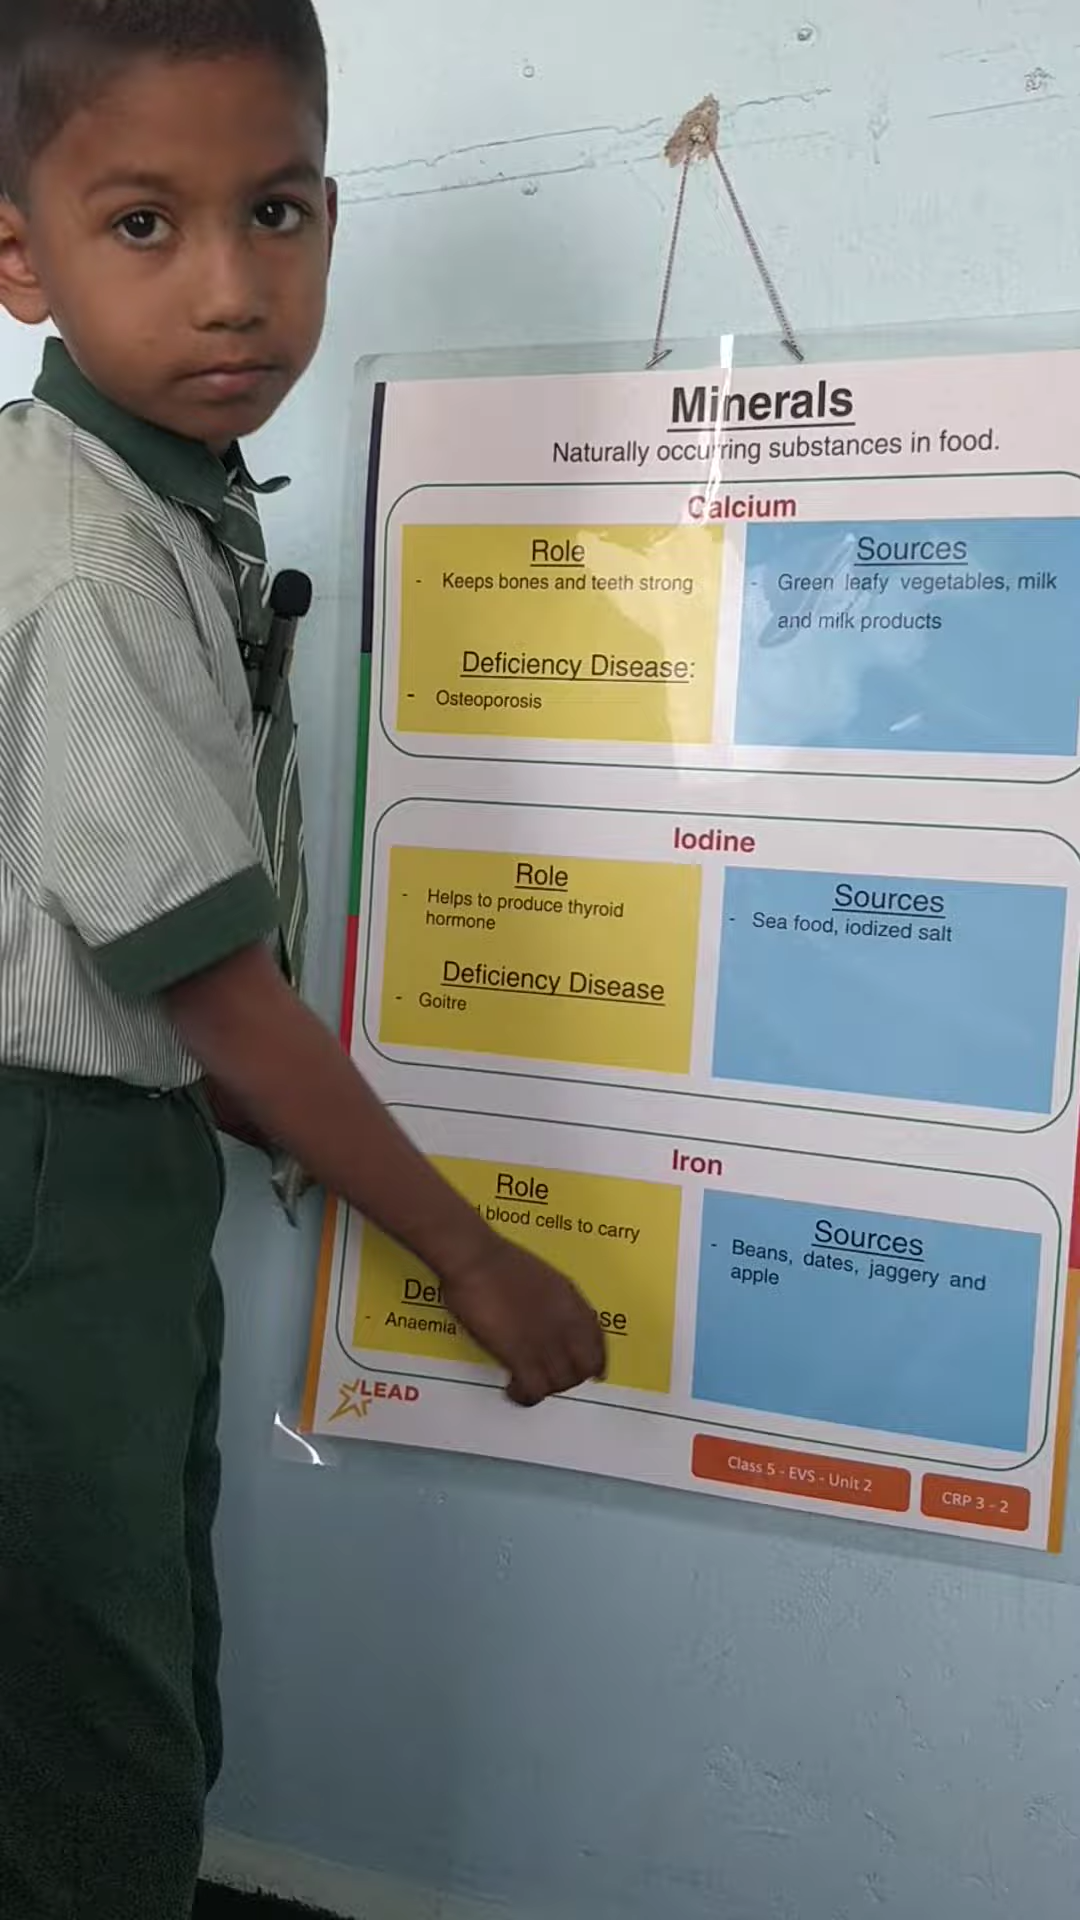 Minerals
Naturally occurring substances in food.
Calcium
Role
- Keeps bones and teeth strong
Deficiency Disease:
- Osteoporosis
Sources
- Green leafy vegetables, milk
and milk products
Iodine
Role
- Helps to produce thyroid
hormone
Deficiency Disease
- Goitre
Sources
- Sea food, iodized salt
Iron
Role
blood cells to carry
- Anaemia
Sources
- Beans, dates, jaggery and
apple
LEAD
Class 5 - EVS - Unit 2
CRP 3 - 2